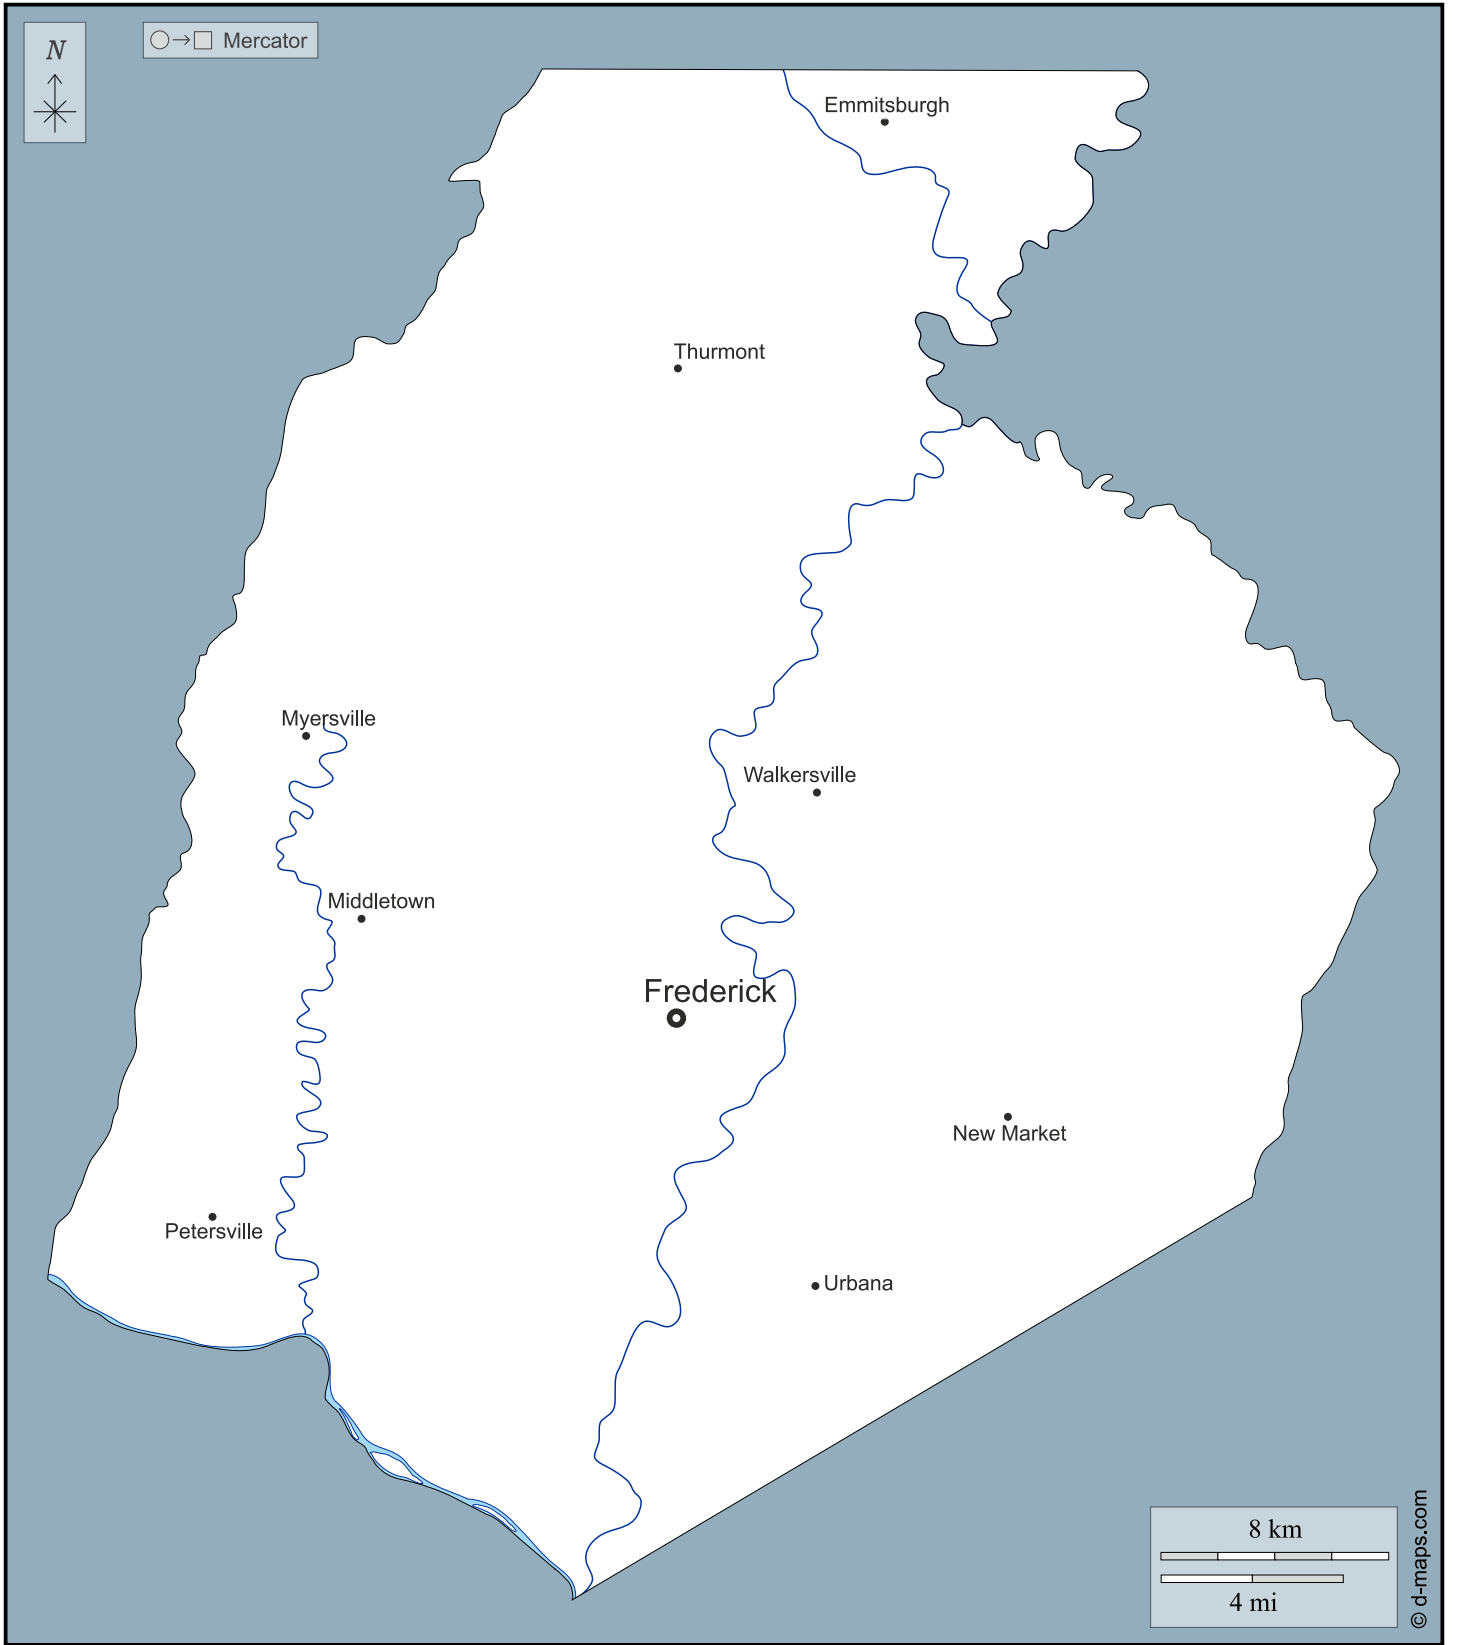 N
Mercator
Emmitsburgh
Thurmont
Myersville
Walkersville
Middletown
Frederick
New Market
Petersville
Urbana
8 km
4 mi
© d-maps.com